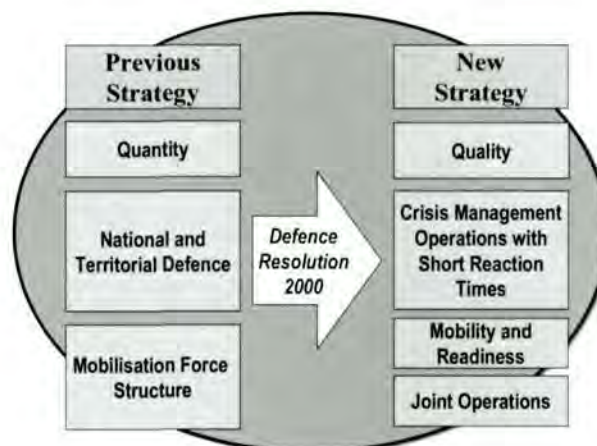 Previous
Strategy
Quantity
National and
Territorial Defence
Mobilisation Force
Structure
Defence
Resolution
2000
New
Strategy
Quality
Crisis Management
Operations with
Short Reaction
Times
Mobility and
Readiness
Joint Operations